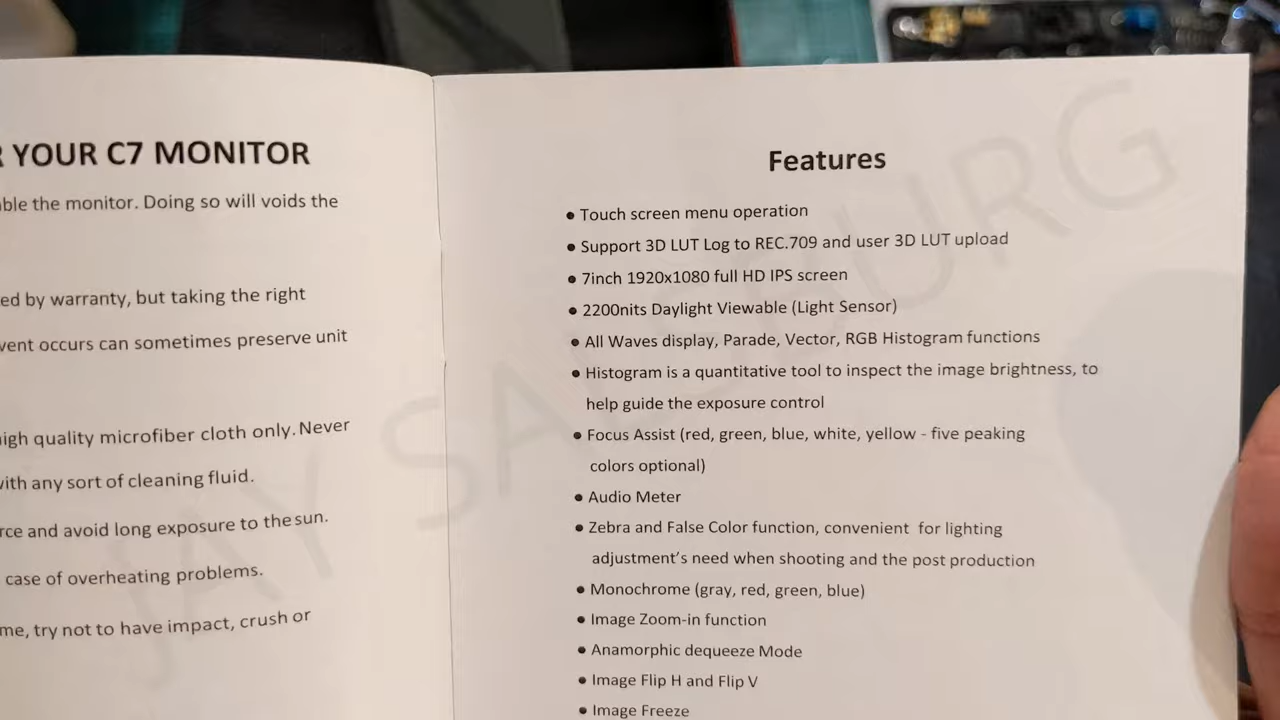 YOUR C7 MONITOR
the monitor. Doing so will voids the
by warranty, but taking the right
occurs can sometimes preserve unit
high quality microfiber cloth only. Never
with any sort of cleaning fluid.
and avoid long exposure to the sun.
case of overheating problems.
try not to have impact, crush or
Features
• Touch screen menu operation
• Support 3D LUT Log to REC.709 and user 3D LUT upload
• 7inch 1920x1080 full HD IPS screen
• 2200nits Daylight Viewable (Light Sensor)
• All Waves display, Parade, Vector, RGB Histogram functions
• Histogram is a quantitative tool to inspect the image brightness, to
help guide the exposure control
• Focus Assist (red, green, blue, white, yellow - five peaking
colors optional)
• Audio Meter
• Zebra and False Color function, convenient for lighting
adjustment's need when shooting and the post production
• Monochrome (gray, red, green, blue)
• Image Zoom-in function
• Anamorphic dequeeze Mode
• Image Flip H and Flip V
• Image Freeze
JAY SALSBURG